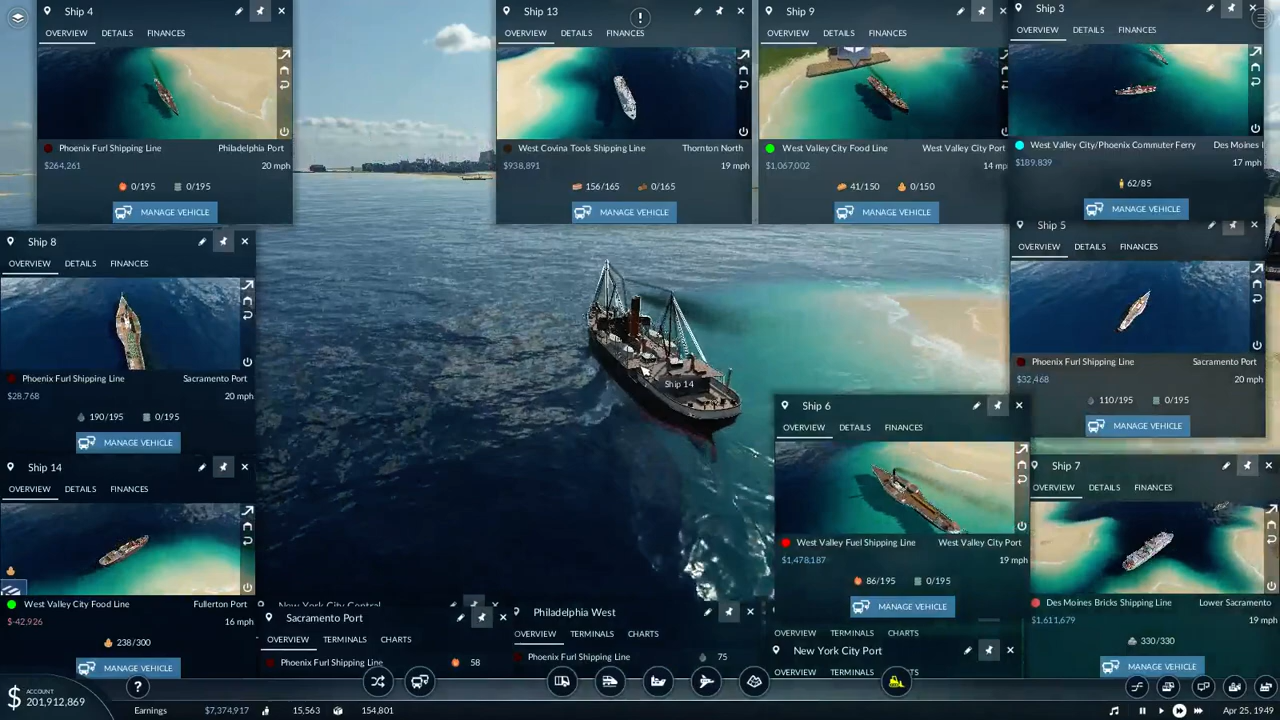 Ship 4
OVERVIEW DETAILS FINANCES
Phoenix Furl Shipping Line Philadelphia Port
$264,261 20 mph
0/195 0/195
MANAGE VEHICLE
Ship 13
OVERVIEW DETAILS FINANCES
West Covina Tools Shipping Line Thornton North
$938,891 19 mph
156/165 0/165
MANAGE VEHICLE
Ship 9
OVERVIEW DETAILS FINANCES
West Valley City Food Line West Valley City Port
$1,067,002 14 mph
41/150 0/150
MANAGE VEHICLE
Ship 3
OVERVIEW DETAILS FINANCES
West Valley City/Phoenix Commuter Ferry Des Moines
$189,839 17 mph
62/85
MANAGE VEHICLE
Ship 8
OVERVIEW DETAILS FINANCES
Phoenix Furl Shipping Line Sacramento Port
$28,768 20 mph
190/195 0/195
MANAGE VEHICLE
Ship 5
OVERVIEW DETAILS FINANCES
Phoenix Furl Shipping Line Sacramento Port
$32,468 20 mph
110/195 0/195
MANAGE VEHICLE
Ship 14
Ship 14
OVERVIEW DETAILS FINANCES
West Valley City Food Line Fullerton Port
$-42,926 16 mph
238/300
MANAGE VEHICLE
Ship 6
OVERVIEW DETAILS FINANCES
West Valley Fuel Shipping Line West Valley City Port
$1,478,187 19 mph
86/195 0/195
MANAGE VEHICLE
Ship 7
OVERVIEW DETAILS FINANCES
Des Moines Bricks Shipping Line Lower Sacramento
$1,611,679 19 mph
330/330
MANAGE VEHICLE
New York City Central
Sacramento Port
OVERVIEW TERMINALS CHARTS
Phoenix Furl Shipping Line 58
Philadelphia West
OVERVIEW TERMINALS CHARTS
Phoenix Furl Shipping Line 75
OVERVIEW TERMINALS CHARTS
New York City Port
OVERVIEW TERMINALS CHARTS
ACCOUNT
$ 201,912,869
?
Earnings $7,374,917 15,563 154,801
Apr 25, 1949